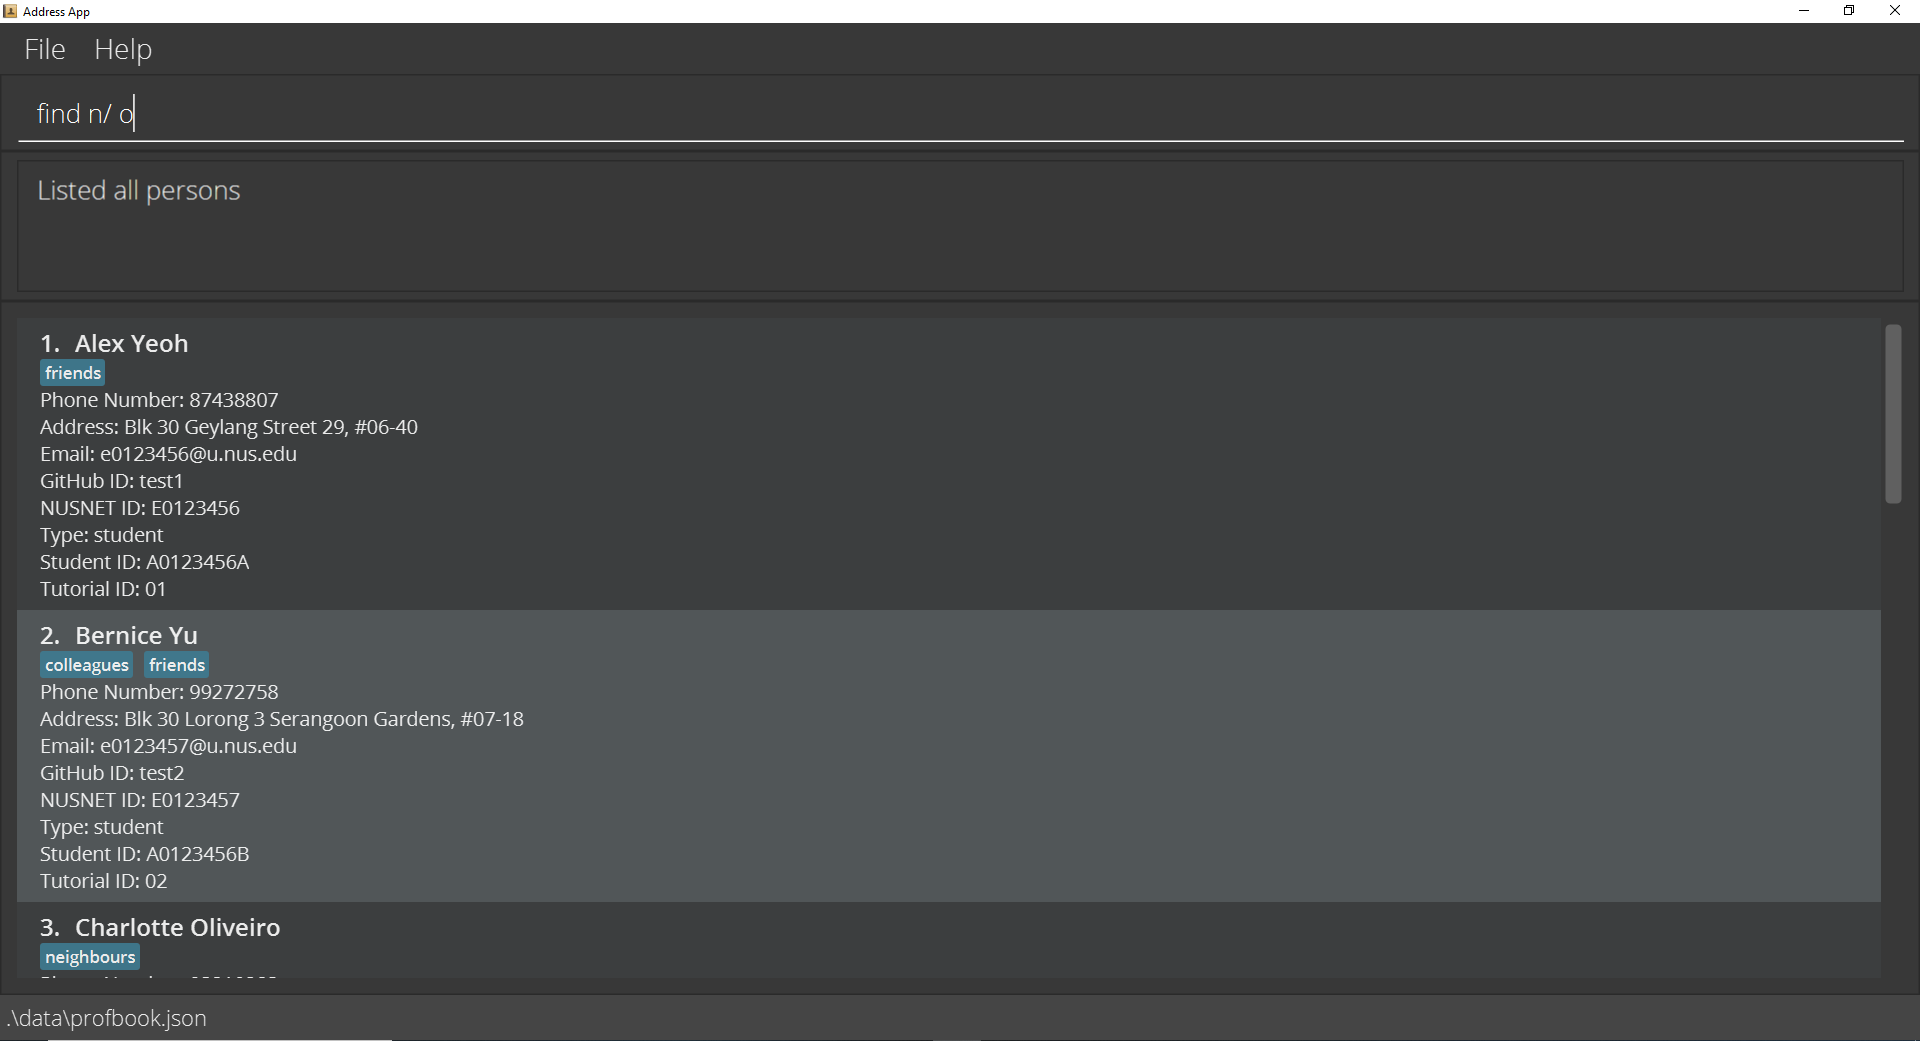 Address App
File Help
find n/ o
Listed all persons
1. Alex Yeoh
friends
Phone Number: 87438807
Address: Blk 30 Geylang Street 29, #06-40
Email: e0123456@u.nus.edu
GitHub ID: test1
NUSNET ID: E0123456
Type: student
Student ID: A0123456A
Tutorial ID: 01
2. Bernice Yu
colleagues friends
Phone Number: 99272758
Address: Blk 30 Lorong 3 Serangoon Gardens, #07-18
Email: e0123457@u.nus.edu
GitHub ID: test2
NUSNET ID: E0123457
Type: student
Student ID: A0123456B
Tutorial ID: 02
3. Charlotte Oliveiro
neighbours
.\data\profbook.json